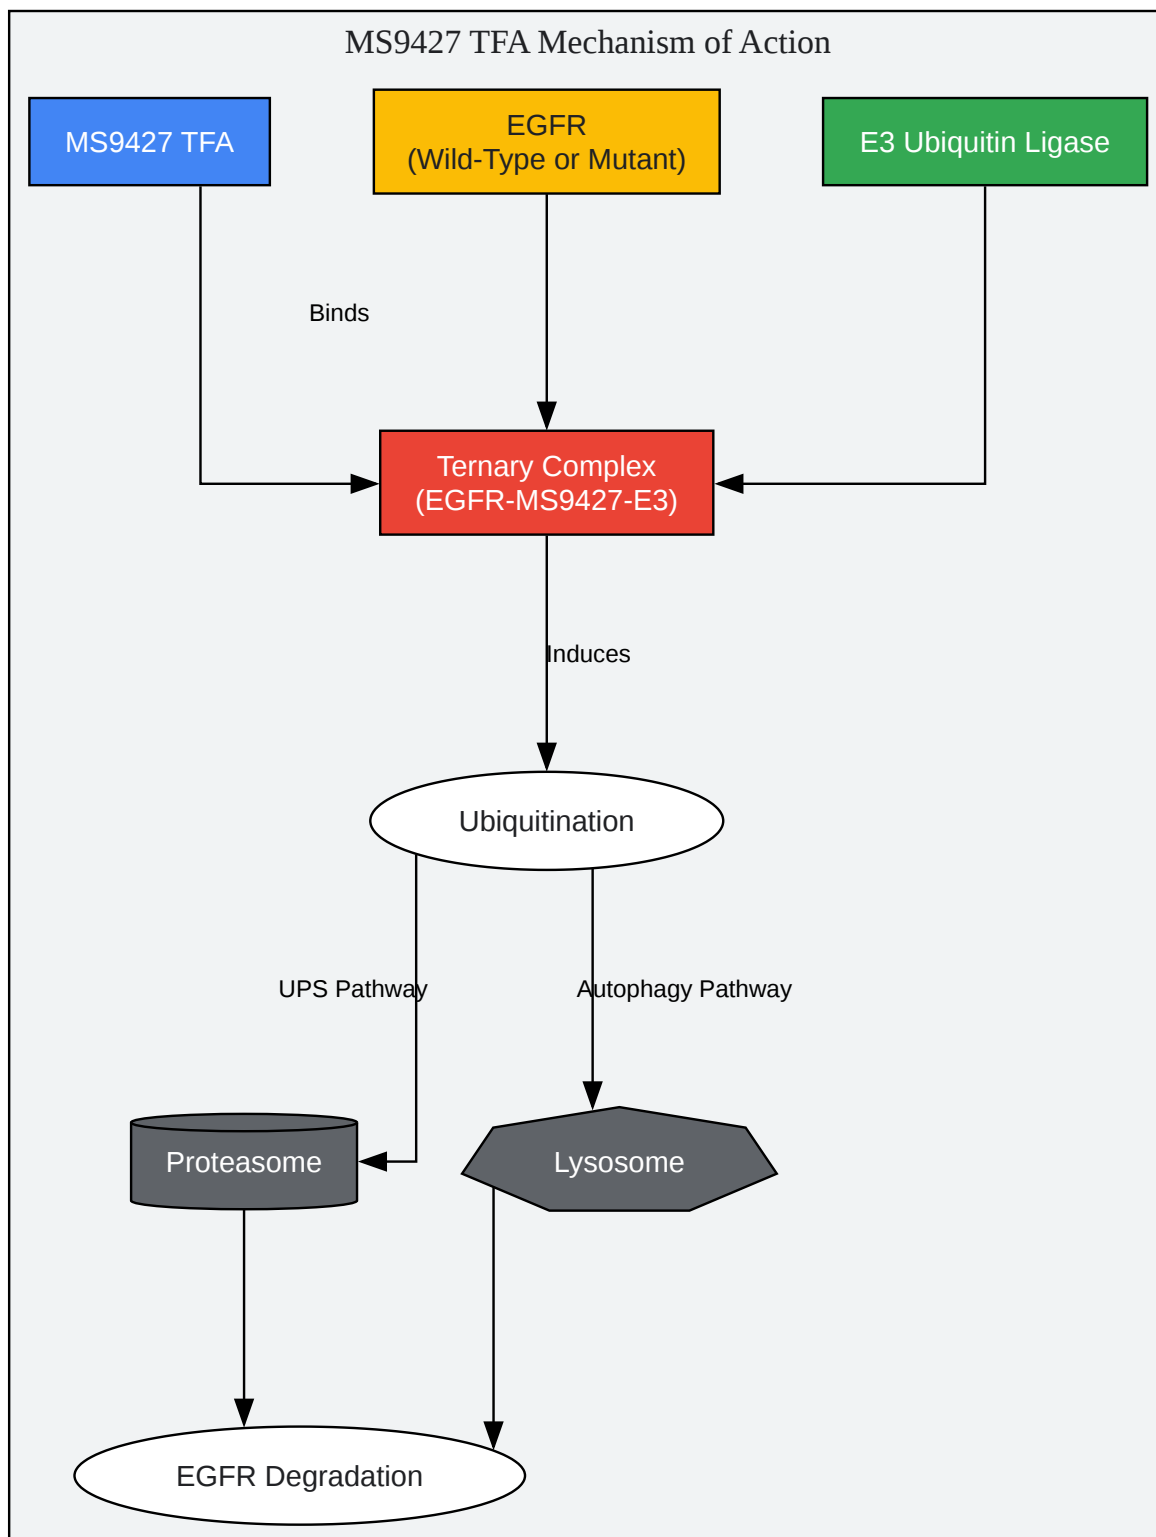 MS9427 TFA Mechanism of Action
MS9427 TFA
EGFR
(Wild-Type or Mutant)
E3 Ubiquitin Ligase
Binds
Ternary Complex
(EGFR-MS9427-E3)
Induces
Ubiquitination
UPS Pathway
Autophagy Pathway
Proteasome
Lysosome
EGFR Degradation